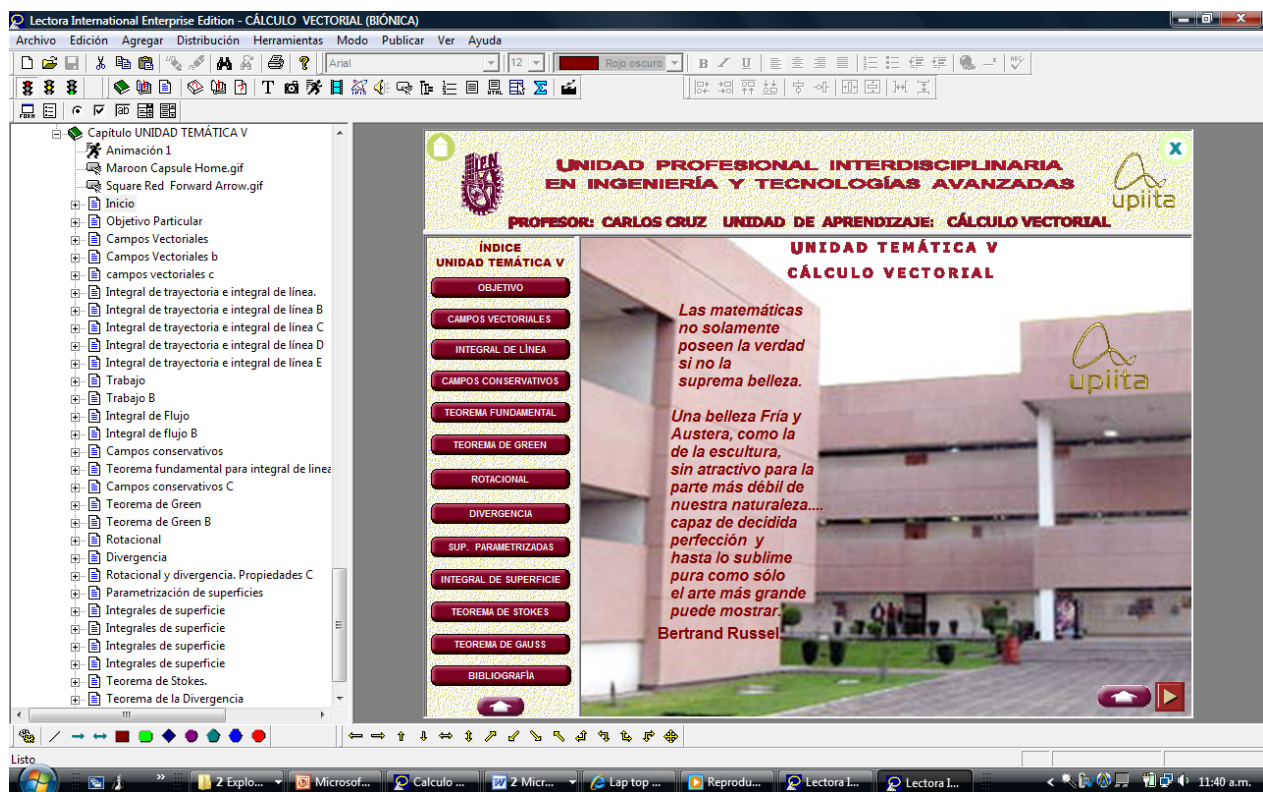 Lectora International Enterprise Edition - CÁLCULO VECTORIAL (BIÓNICA)
Archivo Edición Agregar Distribución Herramientas Modo Publicar Ver Ayuda
Arial 12 Rojo oscuro B I U
Capítulo UNIDAD TEMÁTICA V
Animación 1
Maroon Capsule Home.gif
Square Red Forward Arrow.gif
Inicio
Objetivo Particular
Campos Vectoriales
Campos Vectoriales b
campos vectoriales c
Integral de trayectoria e integral de línea.
Integral de trayectoria e integral de línea B
Integral de trayectoria e integral de línea C
Integral de trayectoria e integral de línea D
Integral de trayectoria e integral de línea E
Trabajo
Trabajo B
Integral de Flujo
Integral de flujo B
Campos conservativos
Teorema fundamental para integral de linea
Campos conservativos C
Teorema de Green
Teorema de Green B
Rotacional
Divergencia
Rotacional y divergencia. Propiedades C
Parametrización de superficies
Integrales de superficie
Integrales de superficie
Integrales de superficie
Integrales de superficie
Teorema de Stokes.
Teorema de la Divergencia
UNIDAD PROFESIONAL INTERDISCIPLINARIA
EN INGENIERÍA Y TECNOLOGÍAS AVANZADAS
PROFESOR: CARLOS CRUZ UNIDAD DE APRENDIZAJE: CÁLCULO VECTORIAL
upiita
X
ÍNDICE
UNIDAD TEMÁTICA V
OBJETIVO
CAMPOS VECTORIALES
INTEGRAL DE LÍNEA
CAMPOS CONSERVATIVOS
TEOREMA FUNDAMENTAL
TEOREMA DE GREEN
ROTACIONAL
DIVERGENCIA
SUP. PARAMETRIZADAS
INTEGRAL DE SUPERFICIE
TEOREMA DE STOKES
TEOREMA DE GAUSS
BIBLIOGRAFÍA
UNIDAD TEMÁTICA V
CÁLCULO VECTORIAL
Las matemáticas
no solamente
poseen la verdad
si no la
suprema belleza.
Una belleza Fría y
Austera, como la
de la escultura,
sin atractivo para la
parte más débil de
nuestra naturaleza....
capaz de decidida
perfección y
hasta lo sublime
pura como sólo
el arte más grande
puede mostrar.
Bertrand Russel.
upiita
Listo
2 Explo... Microsof... Calculo ... 2 Micr... Lap top ... Reprodu... Lectora I... Lectora I... 11:40 a.m.